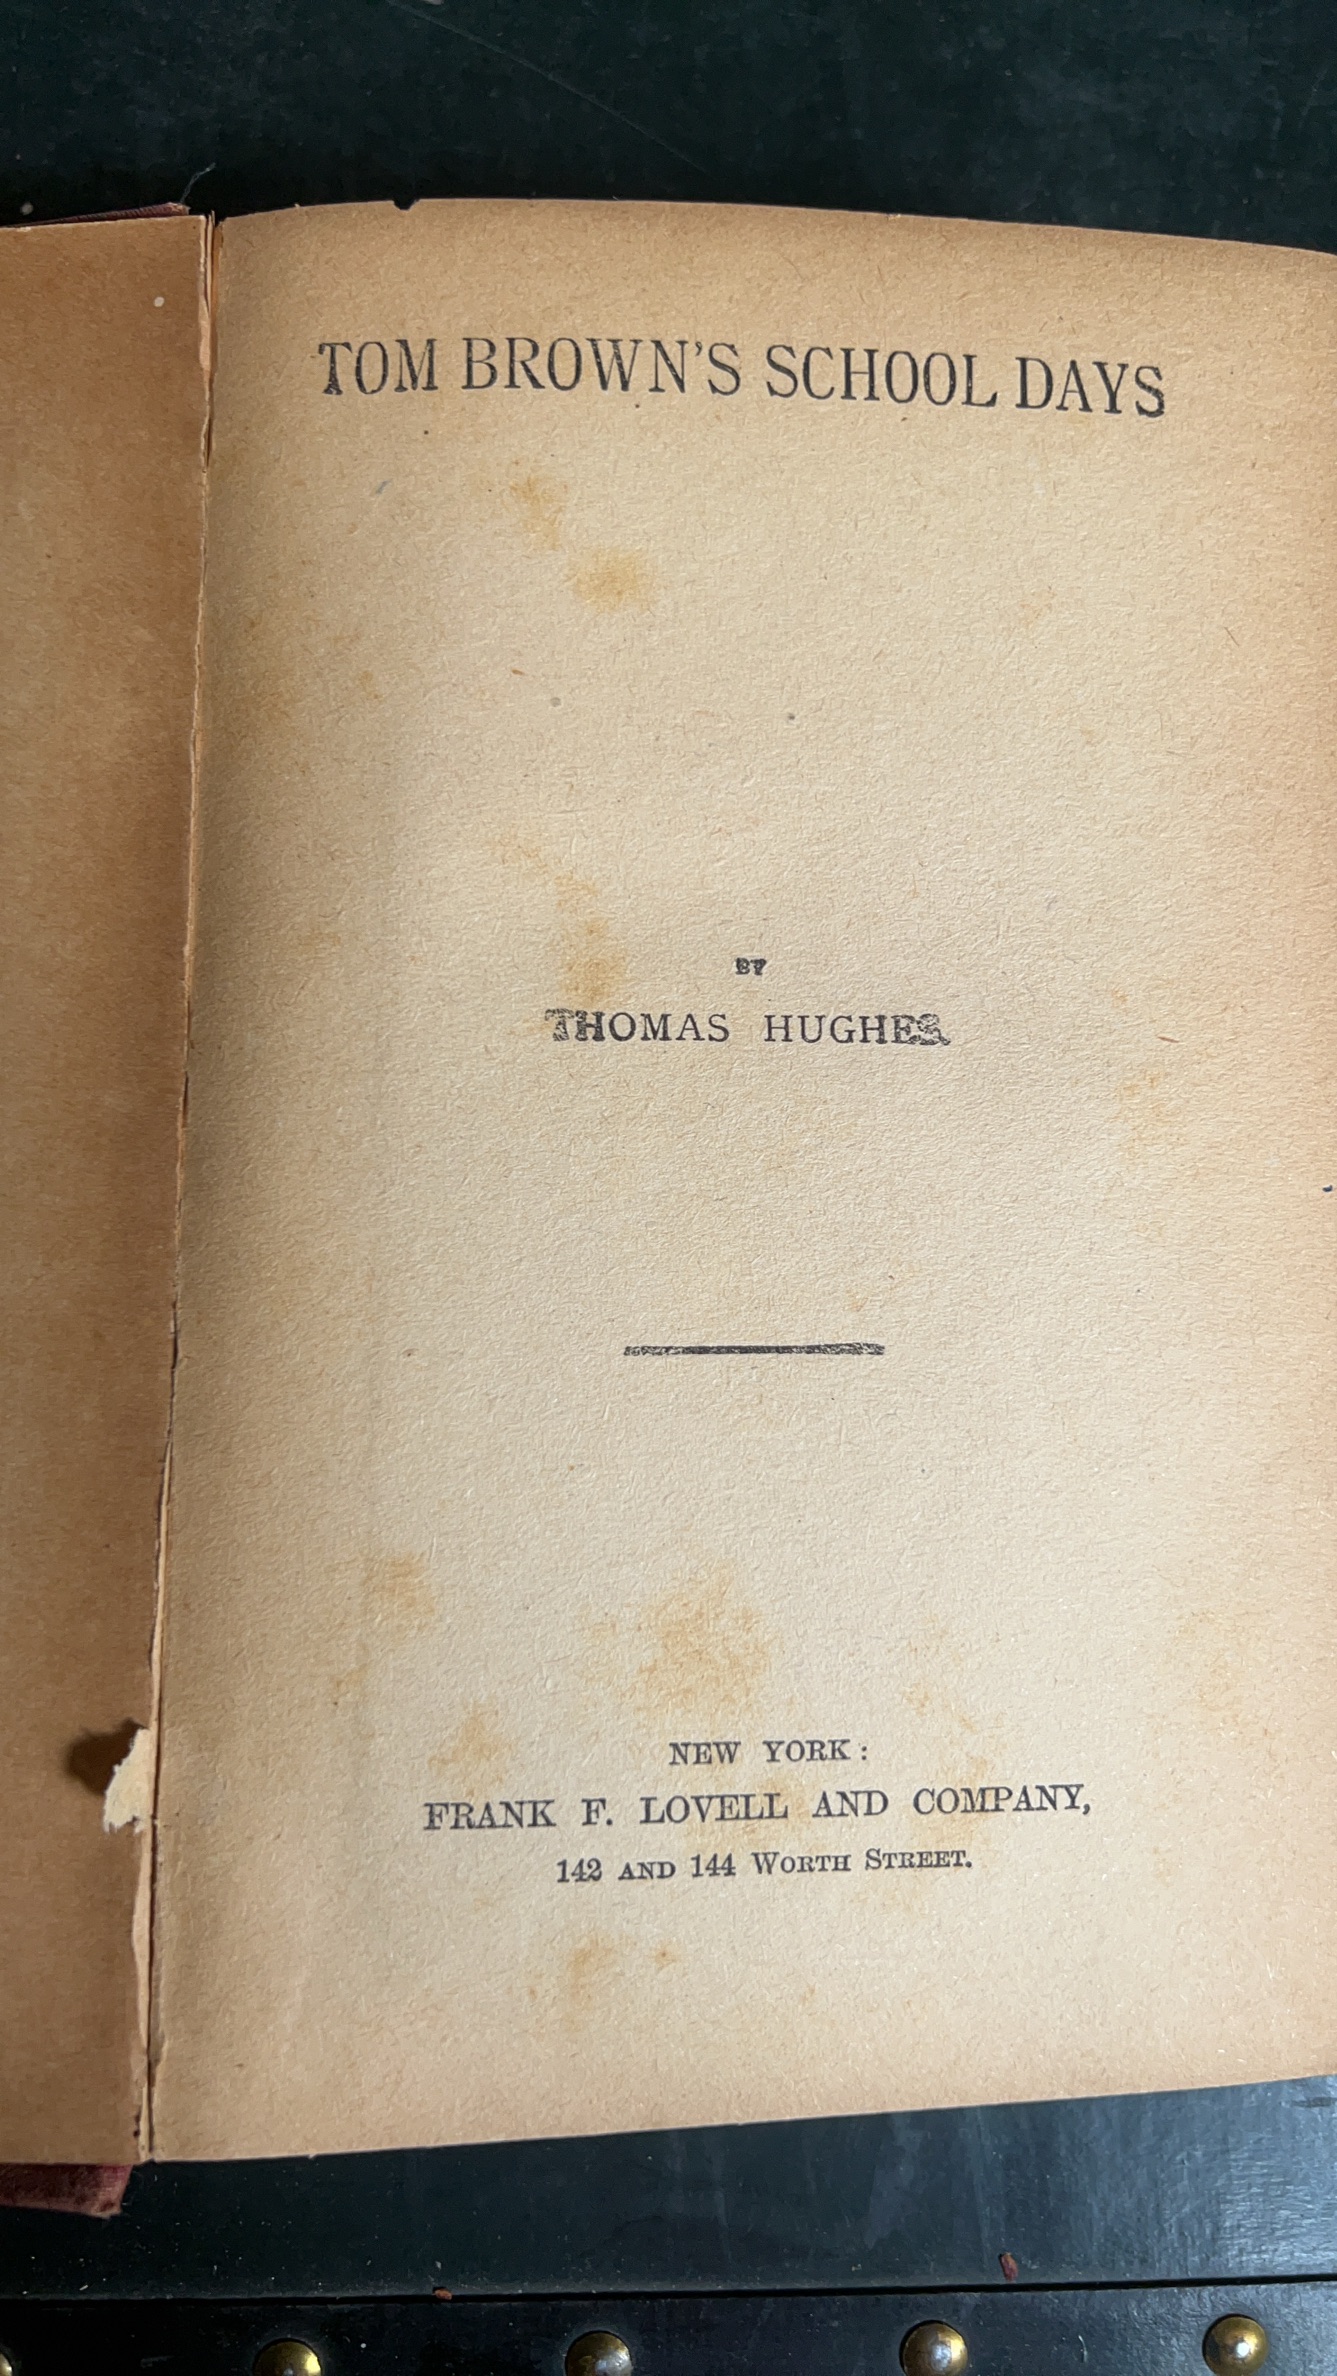 TOM BROWN'S SCHOOL DAYS
BY
THOMAS HUGHES.
NEW YORK:
FRANK F. LOVELL AND COMPANY,
142 AND 144 WORTH STREET.